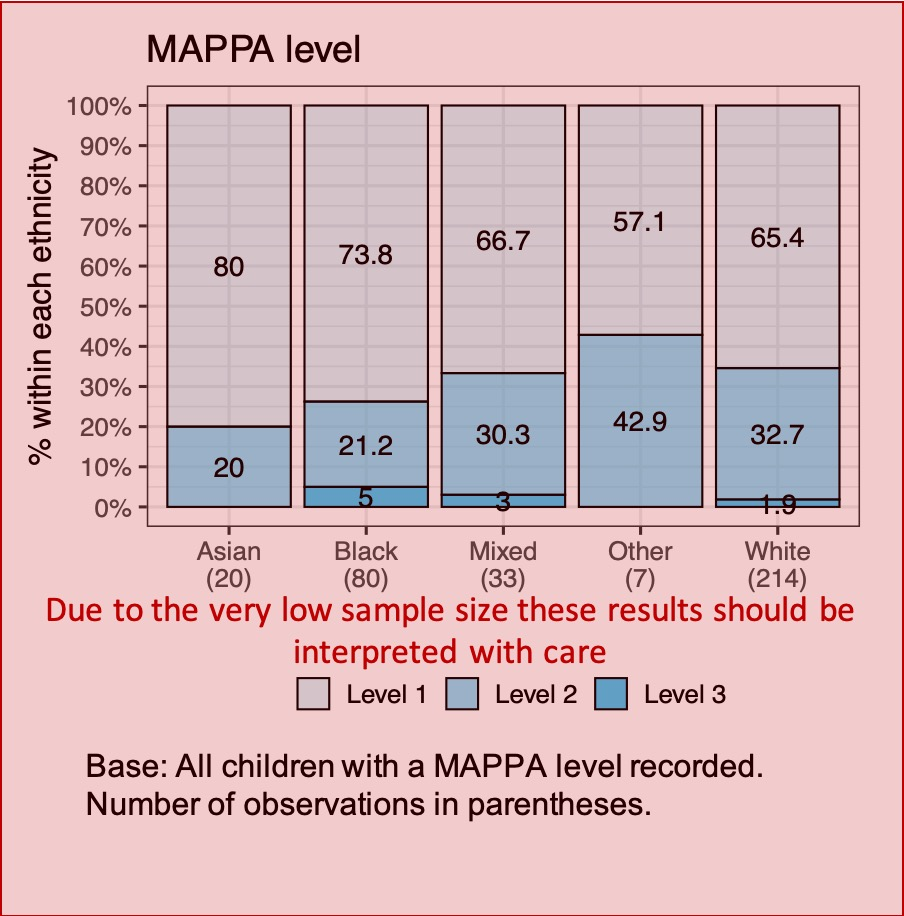 MAPPA level
% within each ethnicity
100%
90%
80%
70%
60%
50%
40%
30%
20%
10%
0%
80
20
73.8
21.2
5
66.7
30.3
3
57.1
42.9
65.4
32.7
1.9
Asian Black Mixed Other White
(20) (80) (33) (7) (214)
Due to the very low sample size these results should be
interpreted with care
Level 1 Level 2 Level 3
Base: All children with a MAPPA level recorded.
Number of observations in parentheses.